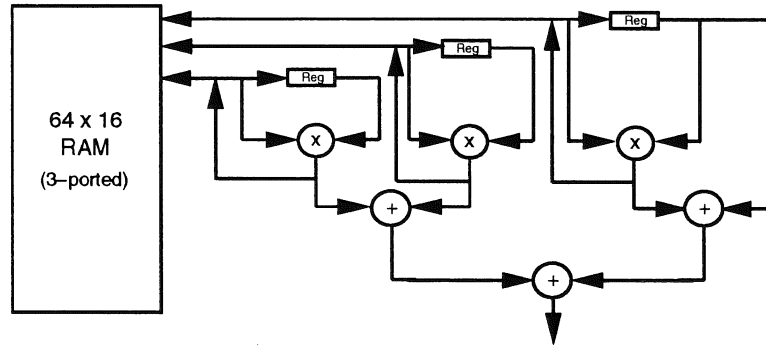 Reg
Reg
Reg
64 x 16
RAM
(3–ported)
x
x
x
+
+
+